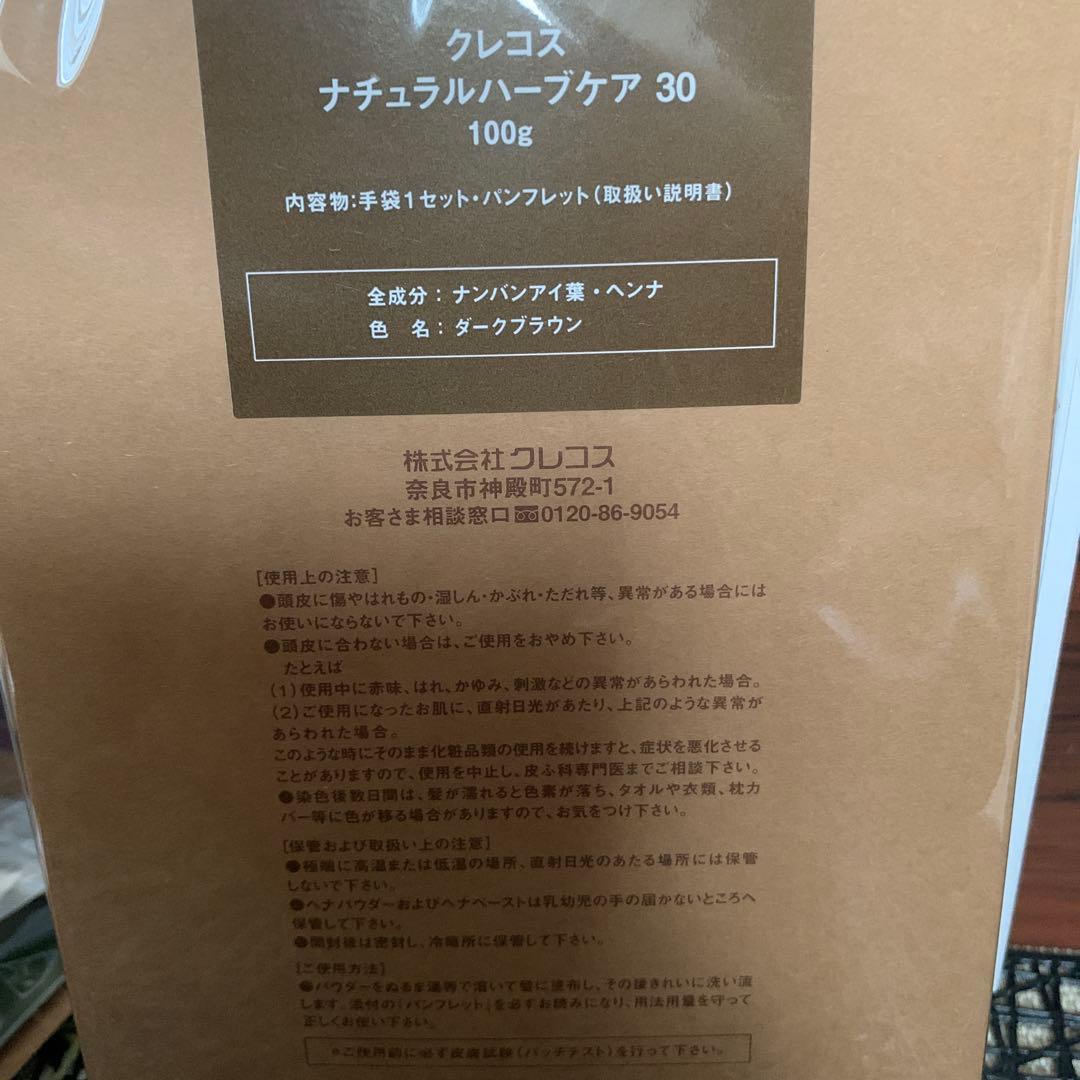 クレコス
ナチュラルハーブケア 30
100g
内容物:手袋1セット・パンフレット(取扱い説明書)
全成分：ナンバンアイ葉・ヘンナ
色　名：ダークブラウン
株式会社クレコス
奈良市神殿町572-1
お客さま相談窓口 0120-86-9054
[使用上の注意]
●頭皮に傷やはれもの・湿しん・かぶれ・ただれ等、異常がある場合には
お使いにならないで下さい。
●頭皮に合わない場合は、ご使用をおやめ下さい。
たとえば
(1)使用中に赤味、はれ、かゆみ、刺激などの異常があらわれた場合。
(2)ご使用になったお肌に、直射日光があたり、上記のような異常が
あらわれた場合。
このような時にそのまま化粧品類の使用を続けますと、症状を悪化させる
ことがありますので、使用を中止し、皮ふ科専門医までご相談下さい。
●染色後数日間は、髪が濡れると色素が落ち、タオルや衣類、枕カ
バー等に色が移る場合がありますので、お気をつけ下さい。
[保管および取扱い上の注意]
●極端に高温または低温の場所、直射日光のあたる場所には保管
しないで下さい。
●ヘナパウダーおよびヘナペーストは乳幼児の手の届かないところへ
保管して下さい。
●開封後は密封し、冷暗所に保管して下さい。
[ご使用方法]
●パウダーをぬるま湯等で溶いて髪に塗布し、その後きれいに洗い流
します。添付の「パンフレット」を必ずお読みになり、用法用量を守って
正しくお使い下さい。
※ご使用前に必ず皮膚試験(パッチテスト)を行って下さい。